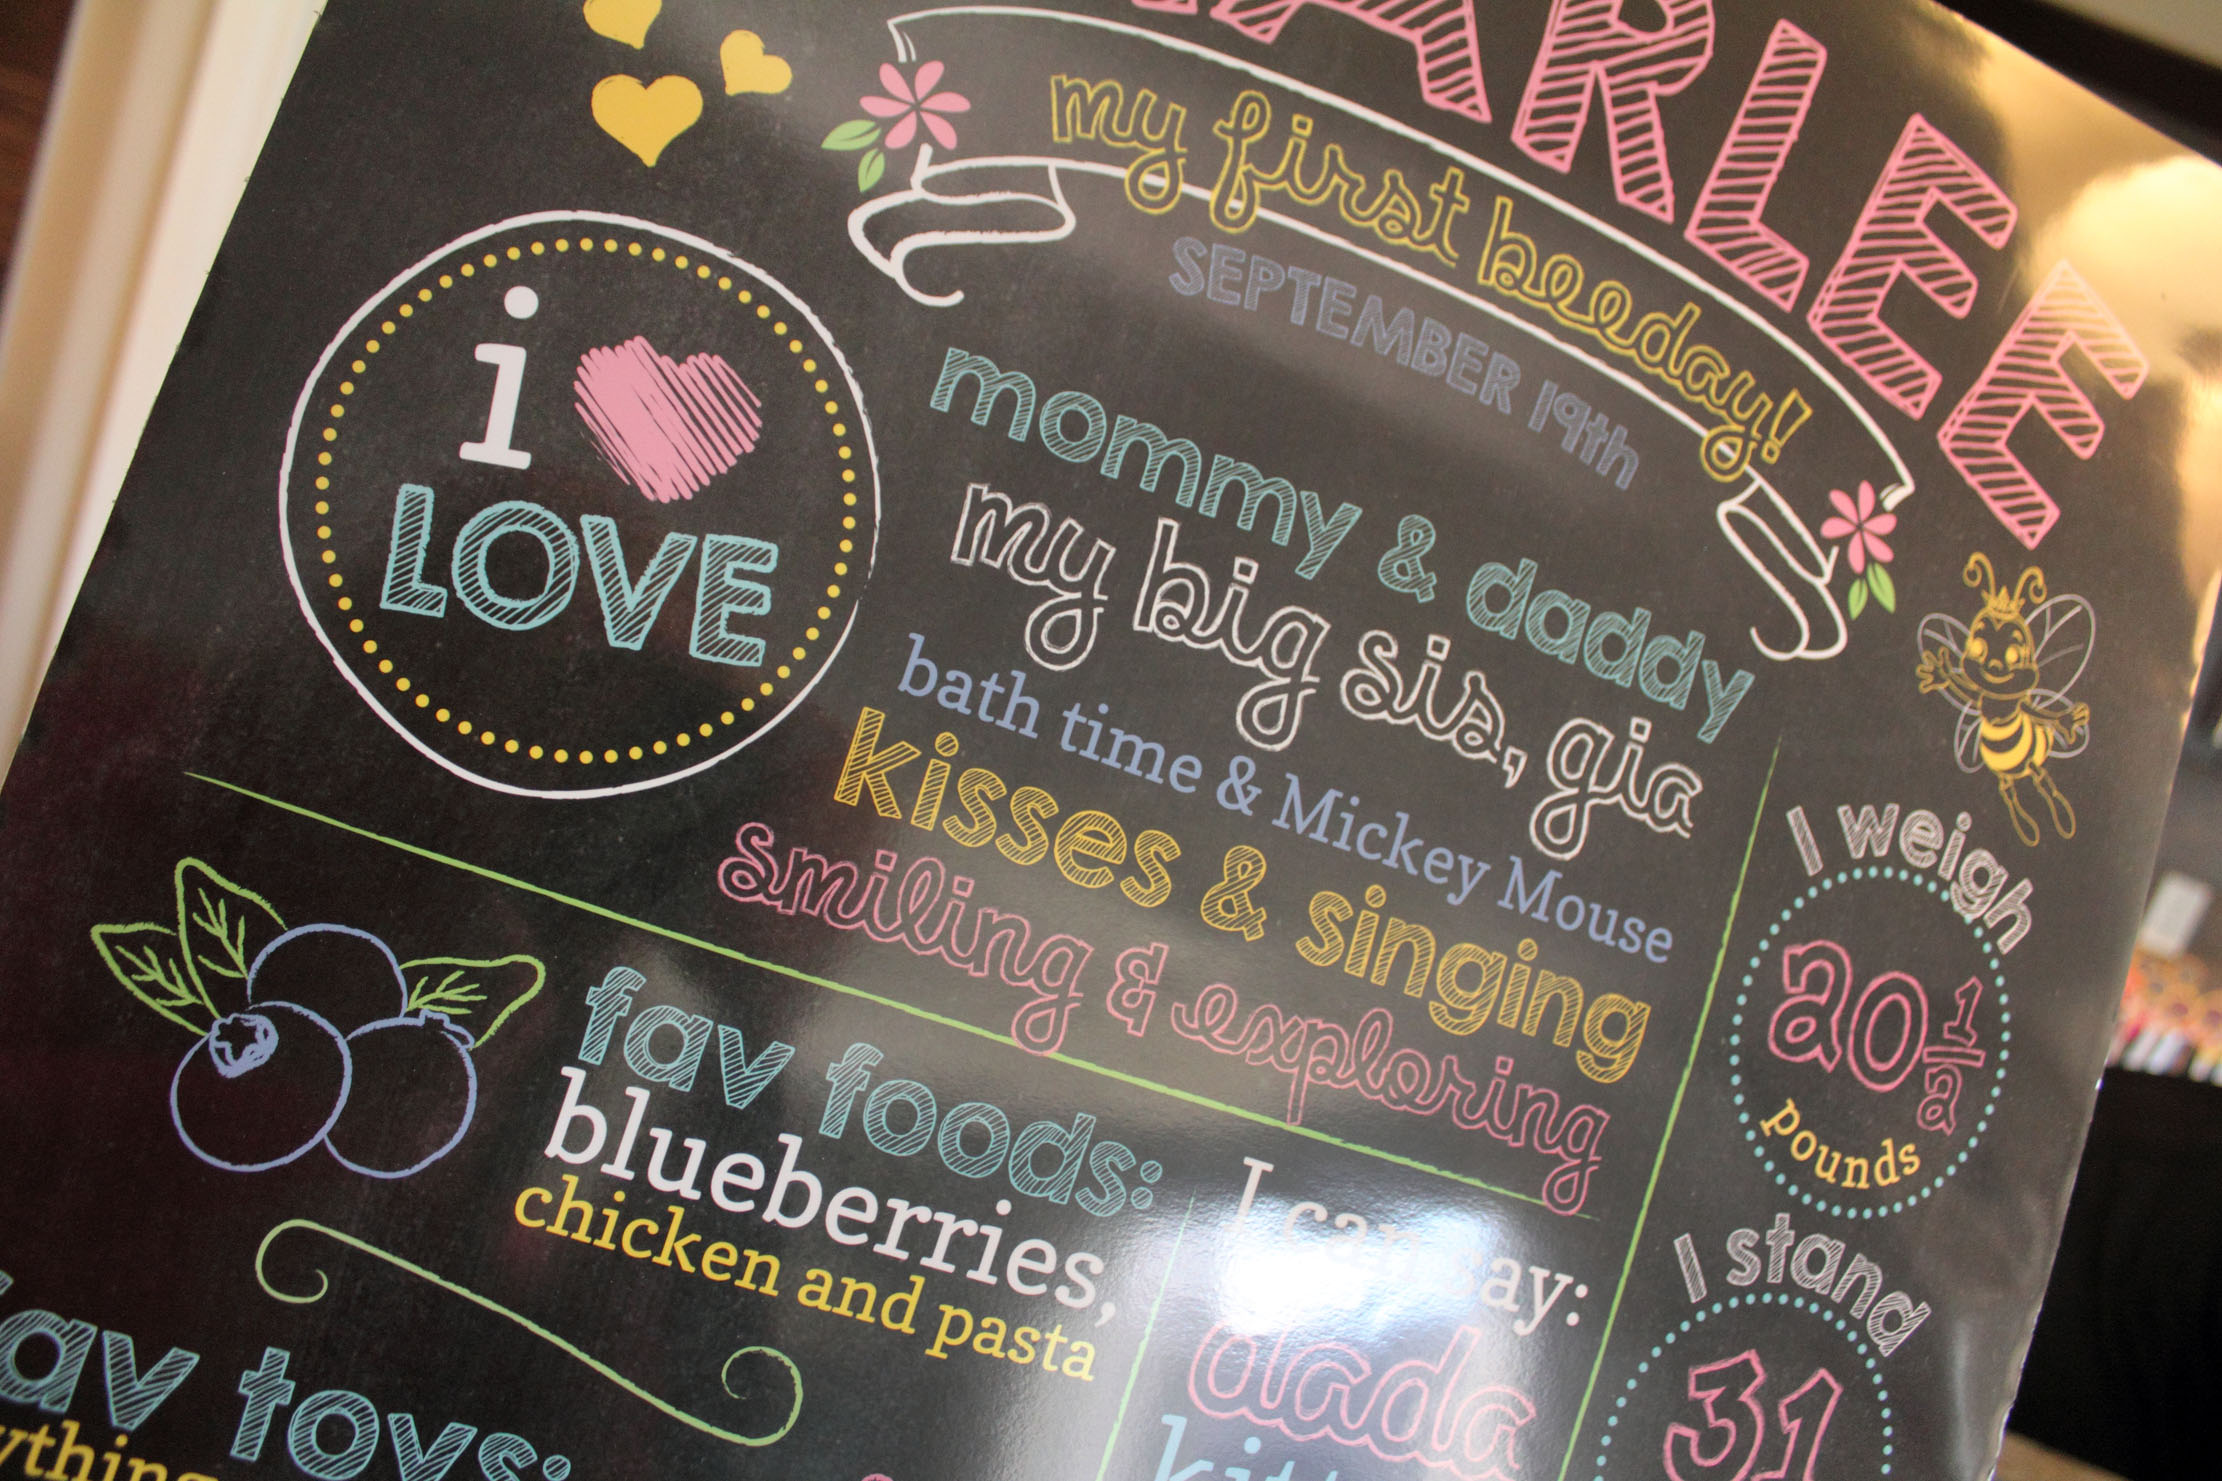 my first beeday!
SEPTEMBER 19th
i
LOVE
mommy & daddy
my big sis, gia
bath time & Mickey Mouse
kisses & singing
smiling & exploring
I weigh
20 1/2
pounds
fav foods:
blueberries,
chicken and pasta
I can say:
dada
I stand
31
fav toys: